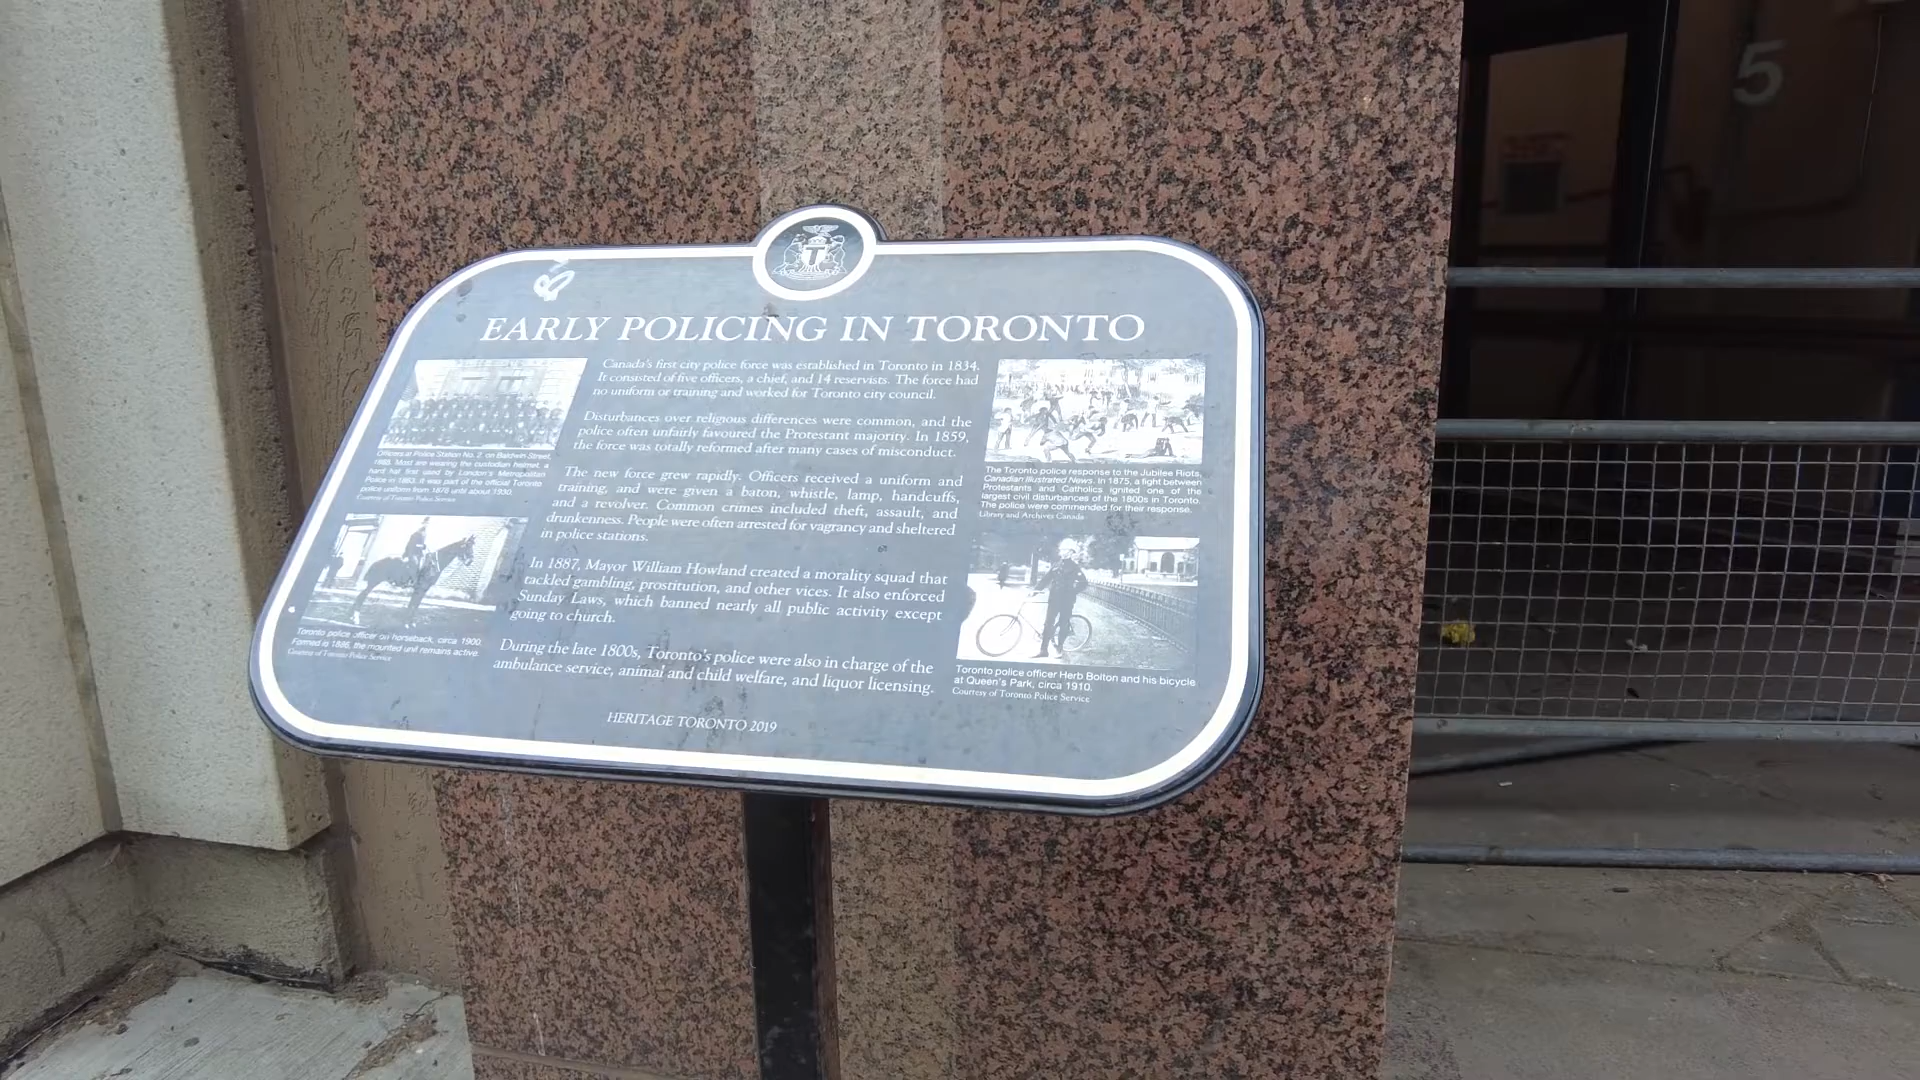 EARLY POLICING IN TORONTO
Canada's first city police force was established in Toronto in 1834.
It consisted of five officers, a chief, and 14 reservists. The force had
no uniform or training and worked for Toronto city council.
Disturbances over religious differences were common, and the
police often unfairly favoured the Protestant majority. In 1859,
the force was totally reformed after many cases of misconduct.
The new force grew rapidly. Officers received a uniform and
training, and were given a baton, whistle, lamp, handcuffs,
and a revolver. Common crimes included theft, assault, and
drunkenness. People were often arrested for vagrancy and sheltered
in police stations.
In 1887, Mayor William Howland created a morality squad that
tackled gambling, prostitution, and other vices. It also enforced
Sunday Laws, which banned nearly all public activity except
going to church.
During the late 1800s, Toronto's police were also in charge of the
ambulance service, animal and child welfare, and liquor licensing.
HERITAGE TORONTO 2019
Officers at Police Station No. 2, on Baldwin Street,
Most are wearing the custodian helmet, a
hard hat first used by London's Metropolitan
Police in 1863. It was part of the official Toronto
police uniform from 1878 until about 1930.
Courtesy of Toronto Police Service
Toronto police officer on horseback, circa 1900.
Formed in 1886, the mounted unit remains active.
Courtesy of Toronto Police Service
The Toronto police response to the Jubilee Riots,
Canadian Illustrated News. In 1875, a fight between
Protestants and Catholics ignited one of the
largest civil disturbances of the 1800s in Toronto.
The police were commended for their response.
Library and Archives Canada
Toronto police officer Herb Bolton and his bicycle
at Queen's Park, circa 1910.
Courtesy of Toronto Police Service
T
5